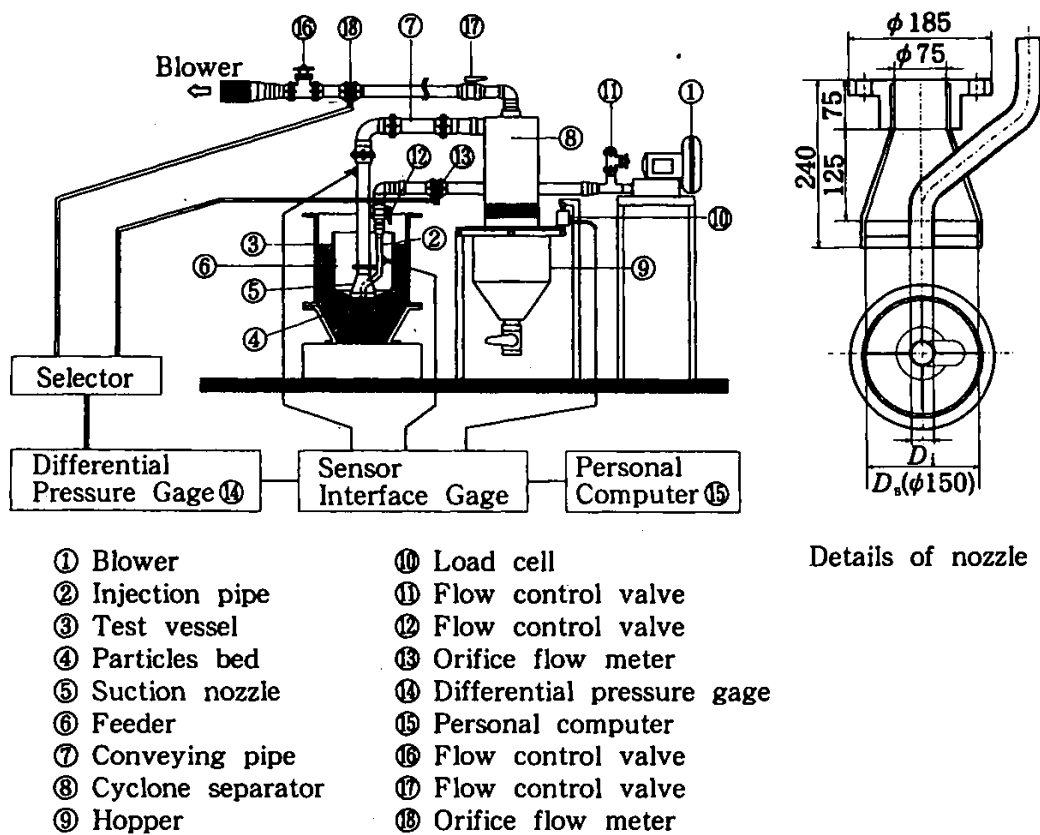 ⑯ ⑱ ⑦ ⑰
Blower
⑪ ①
⑧
⑫ ⑬
③ ② ⑩
⑥
⑤ ⑨
④
Selector
Differential
Pressure Gage⑭
Sensor
Interface Gage
Personal
Computer⑮
φ185
φ75
75
240
125
D
Dₛ(φ150)
Details of nozzle
① Blower
② Injection pipe
③ Test vessel
④ Particles bed
⑤ Suction nozzle
⑥ Feeder
⑦ Conveying pipe
⑧ Cyclone separator
⑨ Hopper
⑩ Load cell
⑪ Flow control valve
⑫ Flow control valve
⑬ Orifice flow meter
⑭ Differential pressure gage
⑮ Personal computer
⑯ Flow control valve
⑰ Flow control valve
⑱ Orifice flow meter